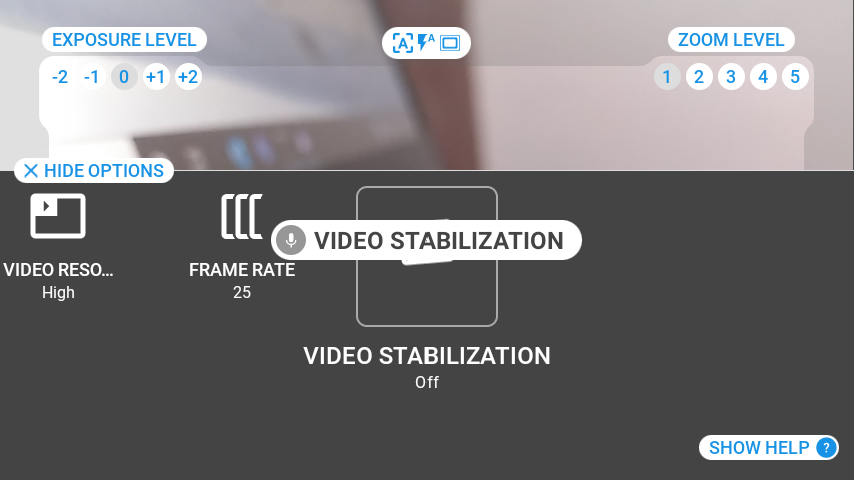 EXPOSURE LEVEL
A
A
ZOOM LEVEL
-2 -1 0 +1 +2
1 2 3 4 5
HIDE OPTIONS
VIDEO STABILIZATION
VIDEO RESO...
High
FRAME RATE
25
VIDEO STABILIZATION
Off
SHOW HELP ?